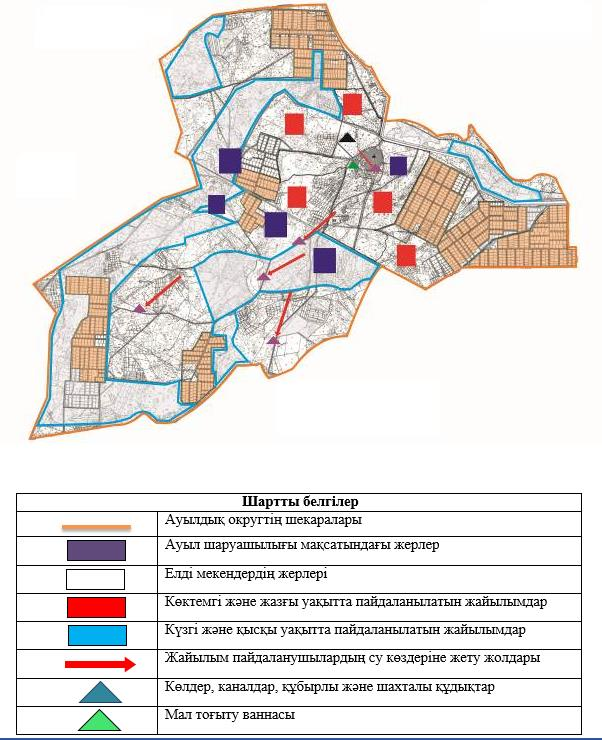 Шартты белгілер
Ауылдық округтің шекаралары
Ауыл шаруашылығы мақсатындағы жерлер
Елді мекендердің жерлері
Көктемгі және жазғы уақытта пайдаланылатын жайылымдар
Күзгі және қысқы уақытта пайдаланылатын жайылымдар
Жайылым пайдаланушылардың су көздеріне жету жолдары
Көлдер, каналдар, құбырлы және шахталы құдықтар
Мал тоғыту ваннасы